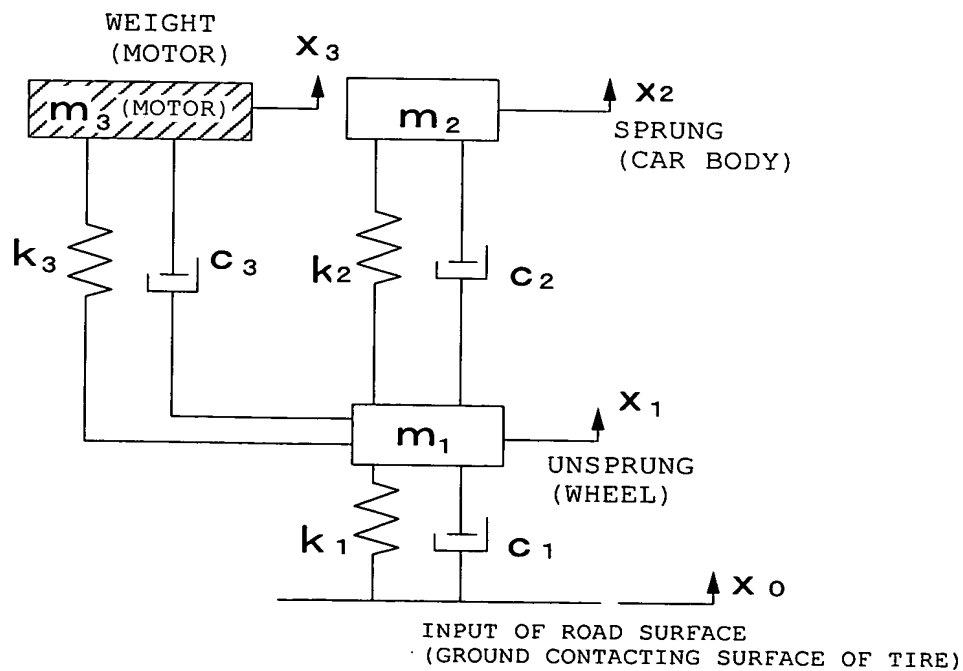 WEIGHT
(MOTOR)
x3
m3 (MOTOR)
m2
x2
SPRUNG
(CAR BODY)
k3
c3
k2
c2
x1
m1
UNSPRUNG
(WHEEL)
k1
c1
x0
INPUT OF ROAD SURFACE
(GROUND CONTACTING SURFACE OF TIRE)